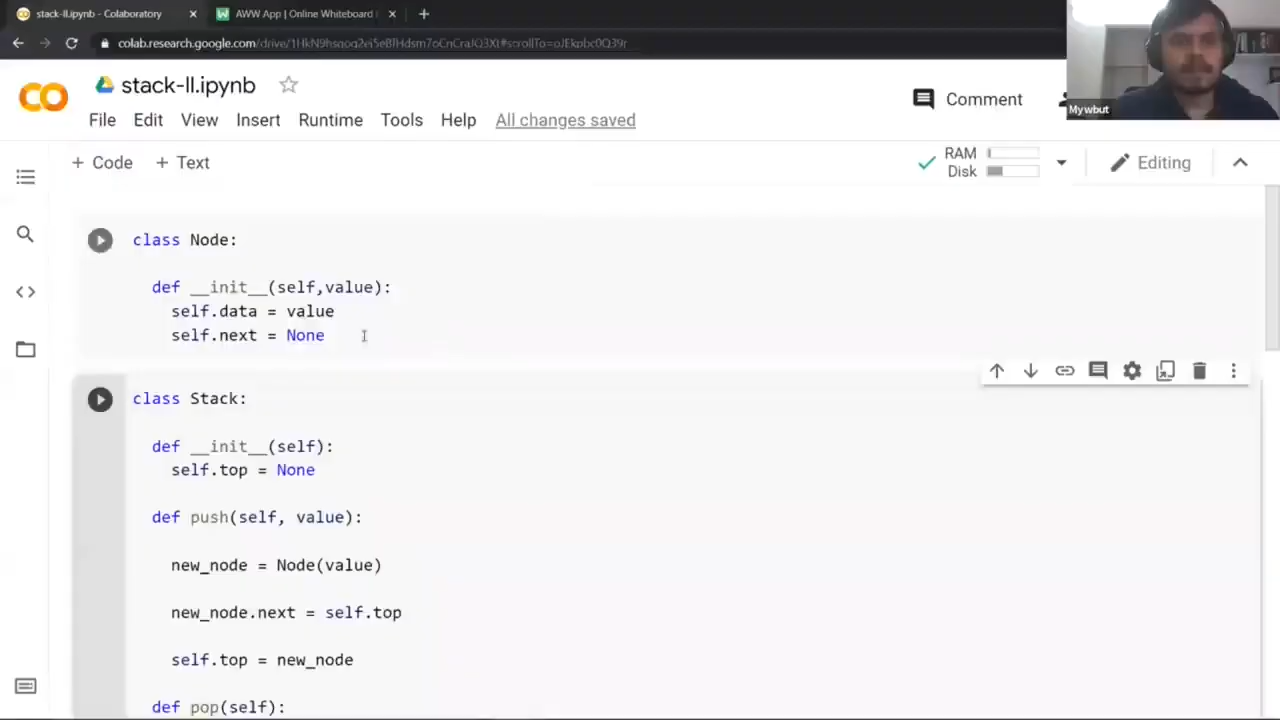 stack-ll.ipynb - Colaboratory
AWW App | Online Whiteboard
stack-ll.ipynb
Mywbut
Comment
File Edit View Insert Runtime Tools Help All changes saved
+ Code + Text
RAM
Disk
Editing
class Node:
def __init__(self,value):
self.data = value
self.next = None
class Stack:
def __init__(self):
self.top = None
def push(self, value):
new_node = Node(value)
new_node.next = self.top
self.top = new_node
def pop(self):